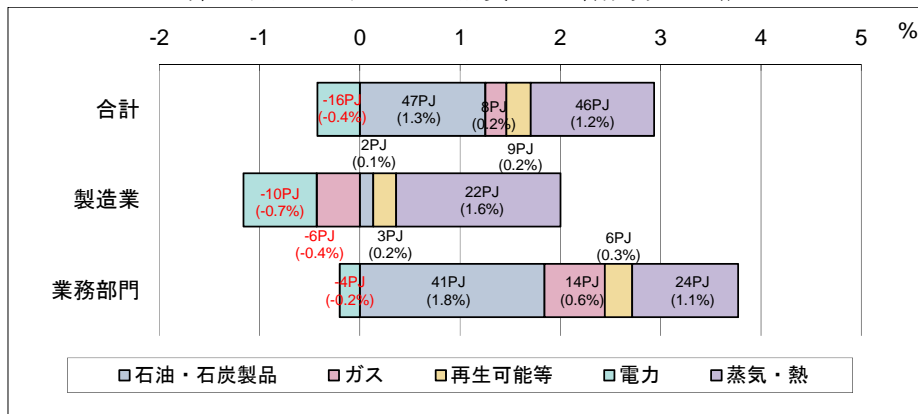 %
-2 -1 0 1 2 3 4 5
合計
-16PJ
(-0.4%)
47PJ
(1.3%)
8PJ
(0.2%)
9PJ
(0.2%)
46PJ
(1.2%)
製造業
-10PJ
(-0.7%)
-6PJ
(-0.4%)
2PJ
(0.1%)
3PJ
(0.2%)
22PJ
(1.6%)
業務部門
-4PJ
(-0.2%)
41PJ
(1.8%)
14PJ
(0.6%)
6PJ
(0.3%)
24PJ
(1.1%)
石油・石炭製品 ガス 再生可能等 電力 蒸気・熱